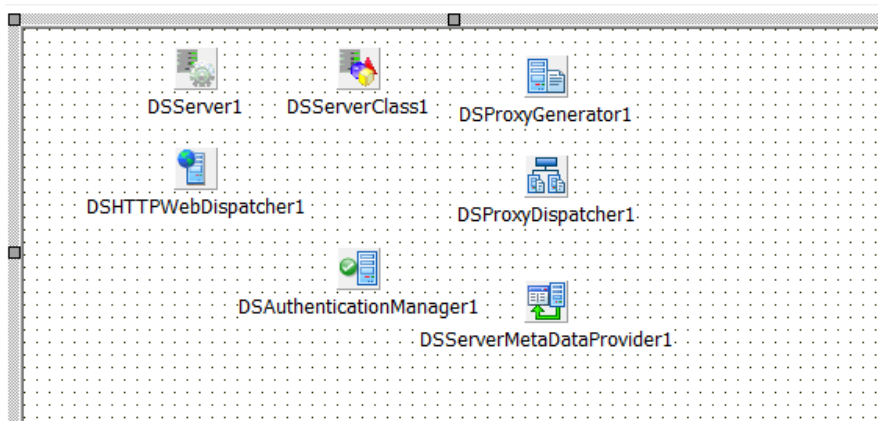 DSServer1
DSServerClass1
DSProxyGenerator1
DSHTTPWebDispatcher1
DSProxyDispatcher1
DSAuthenticationManager1
DSServerMetaDataProvider1